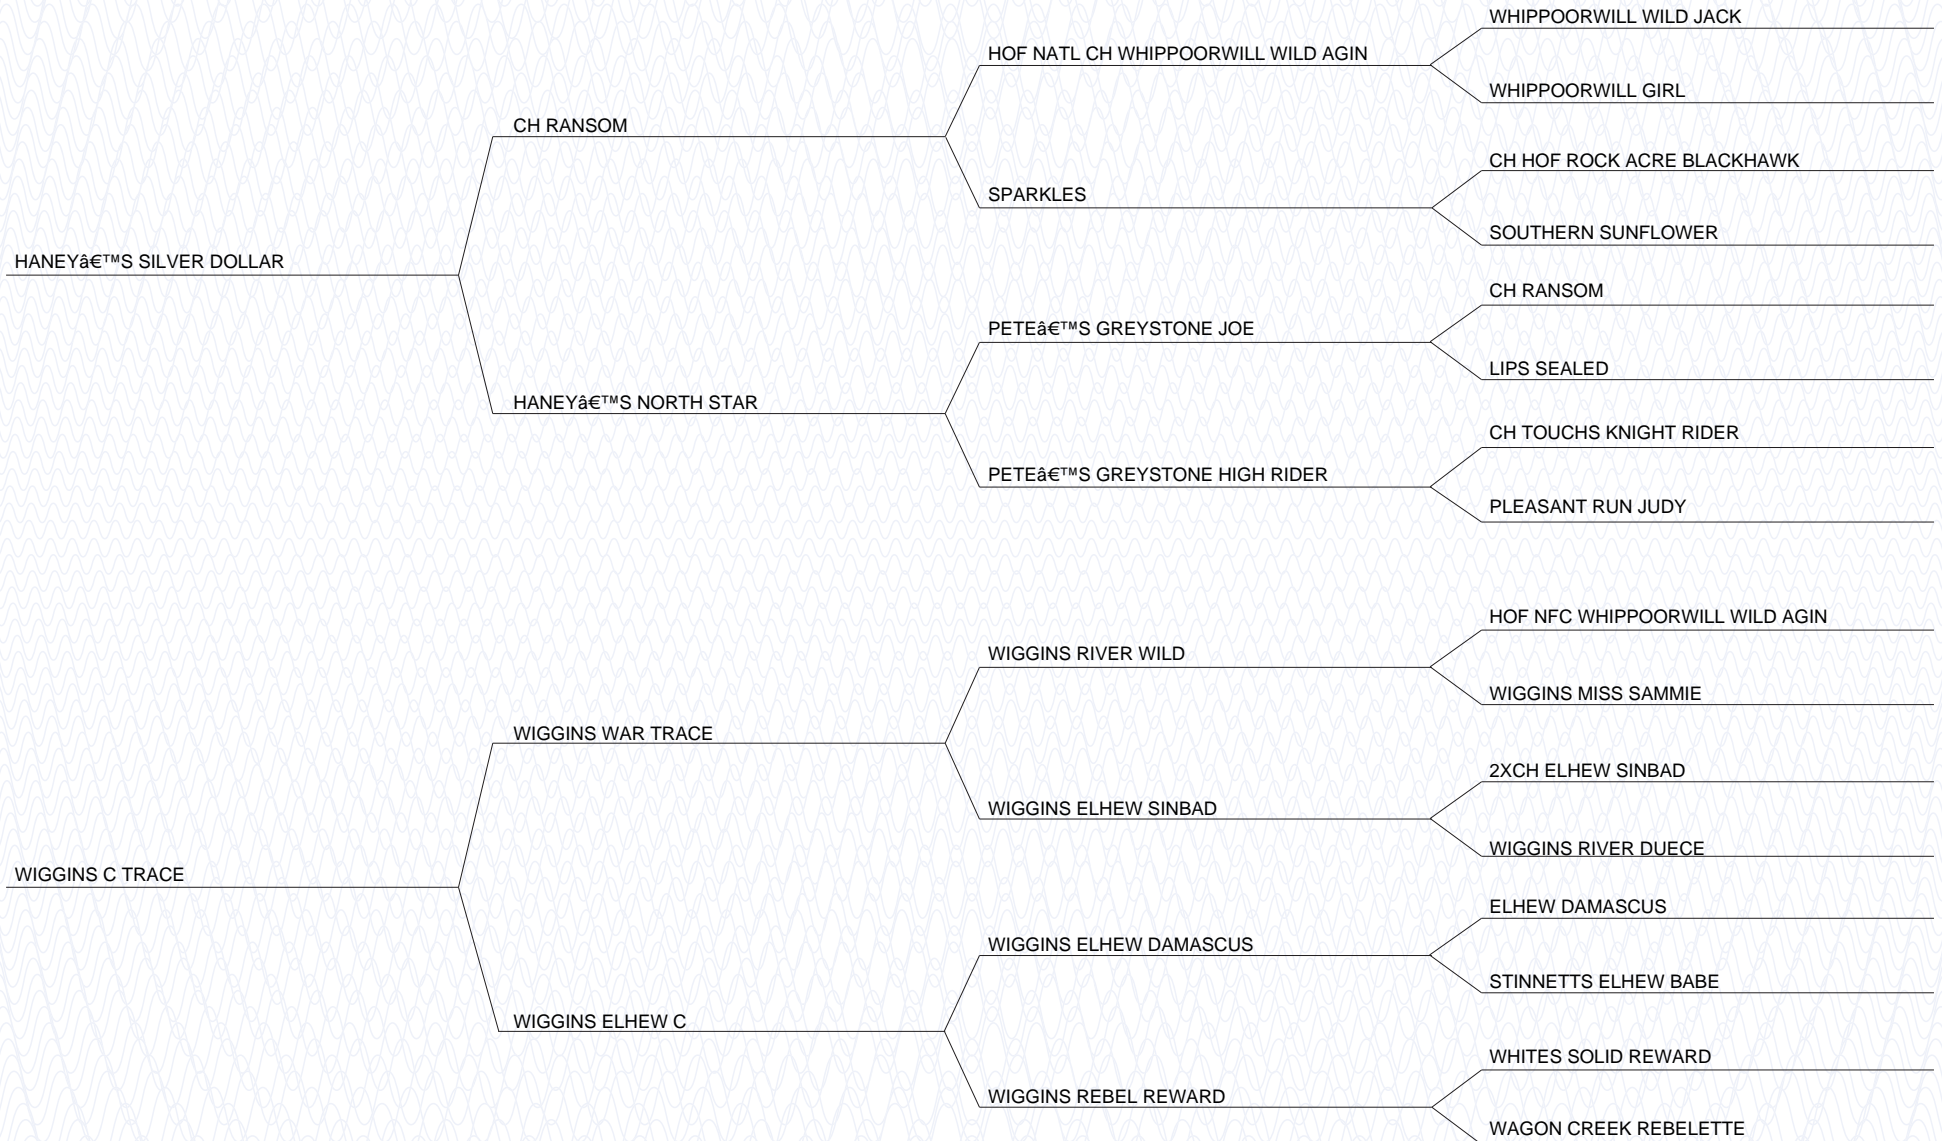 WHIPPOORWILL WILD JACK
HOF NATL CH WHIPPOORWILL WILD AGIN
WHIPPOORWILL GIRL
CH RANSOM
CH HOF ROCK ACRE BLACKHAWK
SPARKLES
SOUTHERN SUNFLOWER
HANEYâ€™S SILVER DOLLAR
CH RANSOM
PETEâ€™S GREYSTONE JOE
LIPS SEALED
HANEYâ€™S NORTH STAR
CH TOUCHS KNIGHT RIDER
PETEâ€™S GREYSTONE HIGH RIDER
PLEASANT RUN JUDY
HOF NFC WHIPPOORWILL WILD AGIN
WIGGINS RIVER WILD
WIGGINS MISS SAMMIE
WIGGINS WAR TRACE
2XCH ELHEW SINBAD
WIGGINS ELHEW SINBAD
WIGGINS RIVER DUECE
WIGGINS C TRACE
ELHEW DAMASCUS
WIGGINS ELHEW DAMASCUS
STINNETTS ELHEW BABE
WIGGINS ELHEW C
WHITES SOLID REWARD
WIGGINS REBEL REWARD
WAGON CREEK REBELETTE